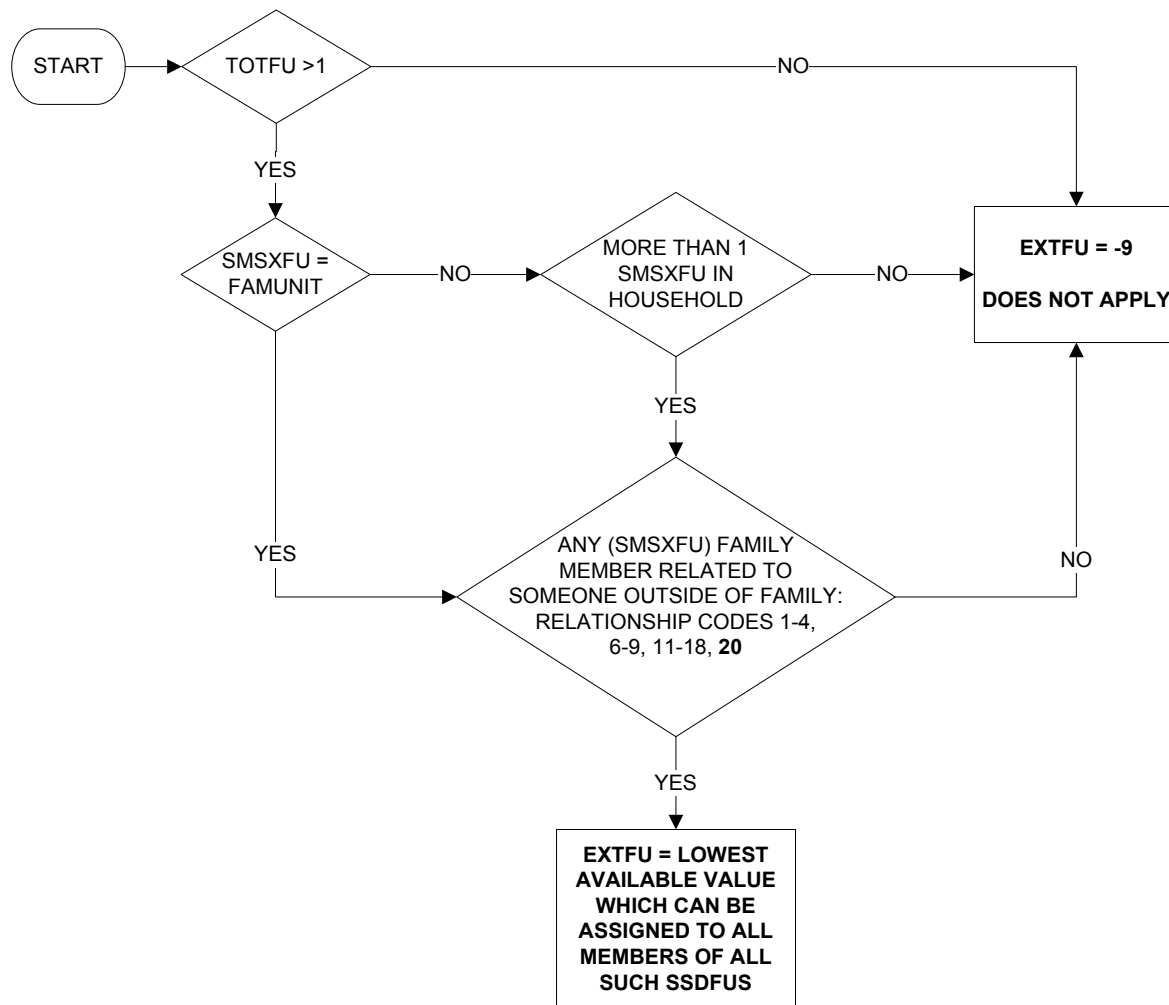 START
TOTFU >1
NO
YES
SMSXFU =
FAMUNIT
NO
MORE THAN 1
SMSXFU IN
HOUSEHOLD
NO
EXTFU = -9
DOES NOT APPLY
YES
YES
ANY (SMSXFU) FAMILY
MEMBER RELATED TO
SOMEONE OUTSIDE OF FAMILY:
RELATIONSHIP CODES 1-4,
6-9, 11-18, 20
NO
YES
EXTFU = LOWEST
AVAILABLE VALUE
WHICH CAN BE
ASSIGNED TO ALL
MEMBERS OF ALL
SUCH SSDFUS